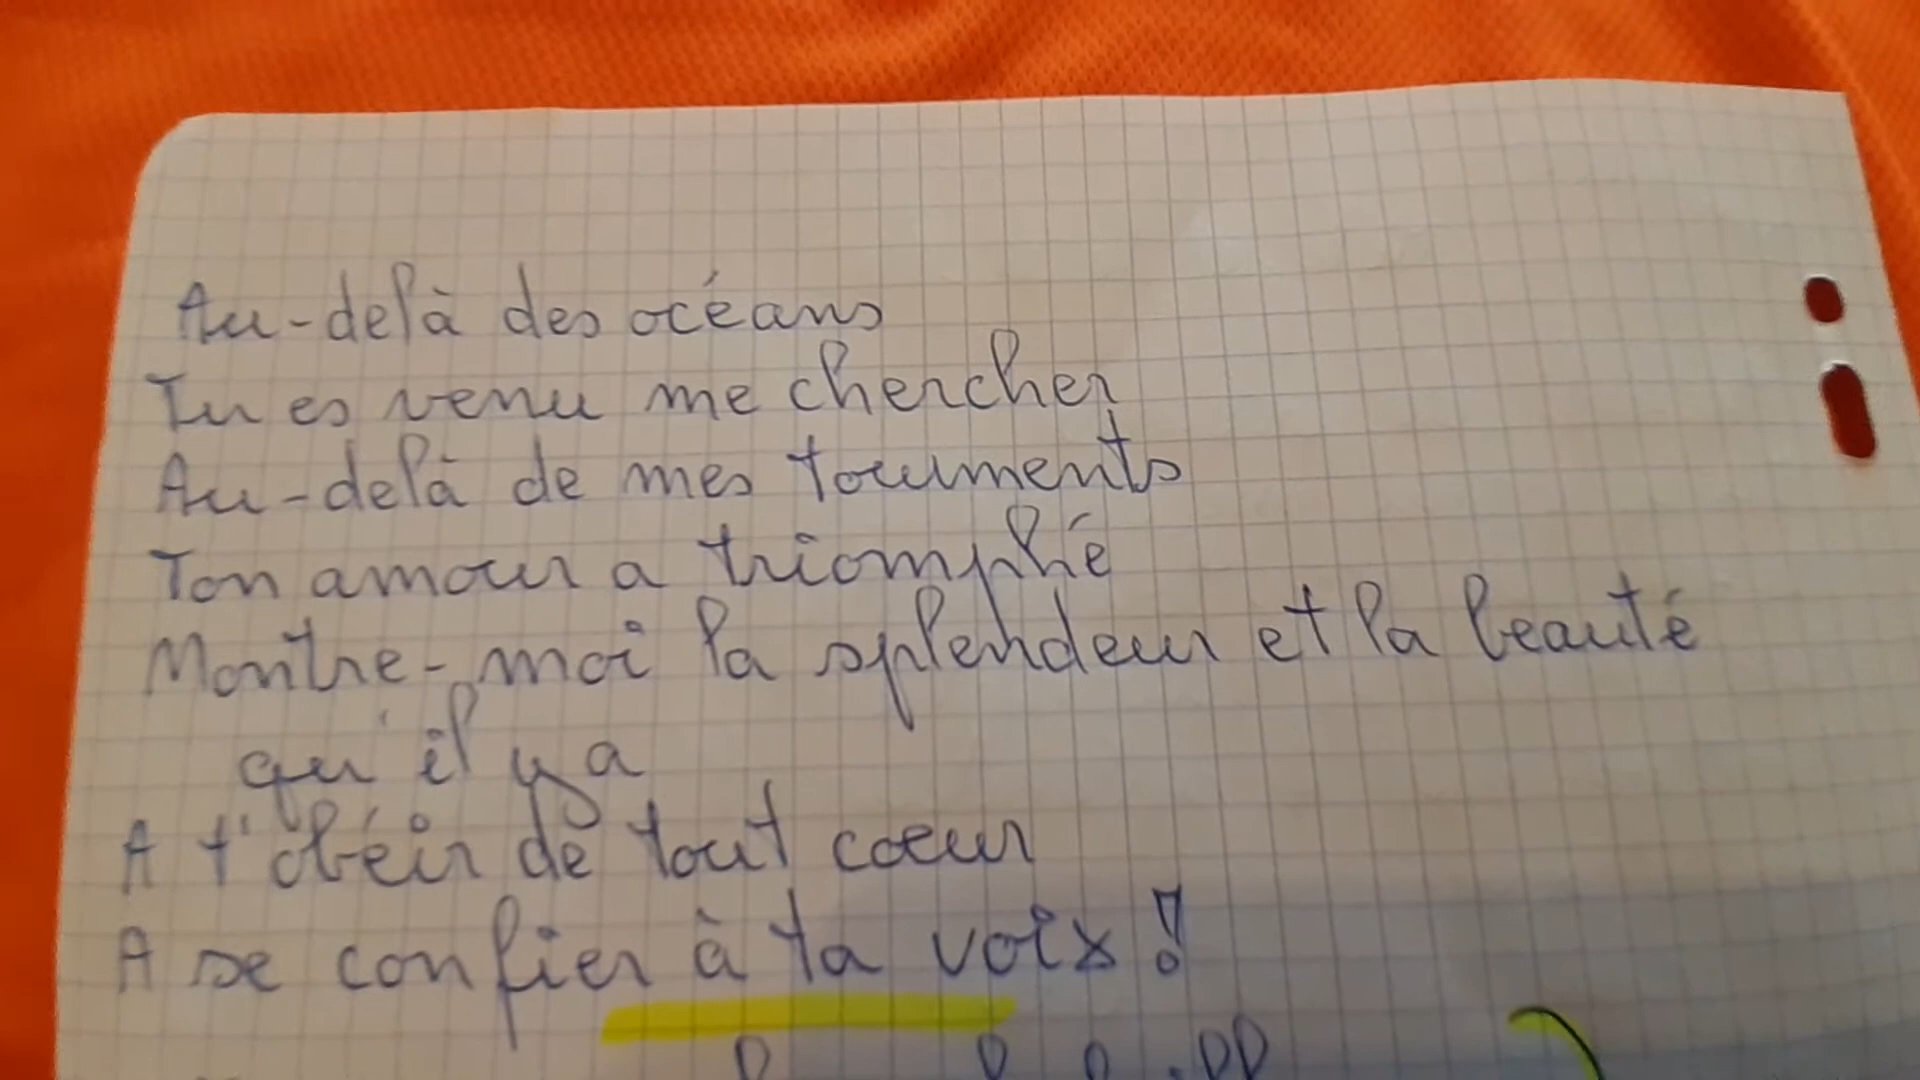 Au-delà des océans
Tu es venu me chercher
Au-delà de mes tourments
Ton amour a triomphé
Montre-moi la splendeur et la beauté
qu'il y a
A t'obéir de tout coeur
A se confier à ta voix!